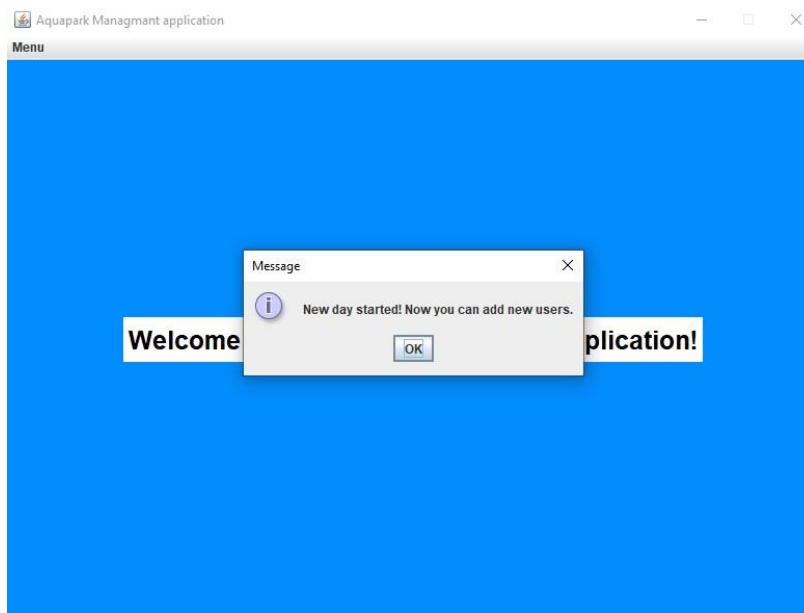 Aquapark Managmant application
Menu
Message
New day started! Now you can add new users.
OK
Welcome plication!